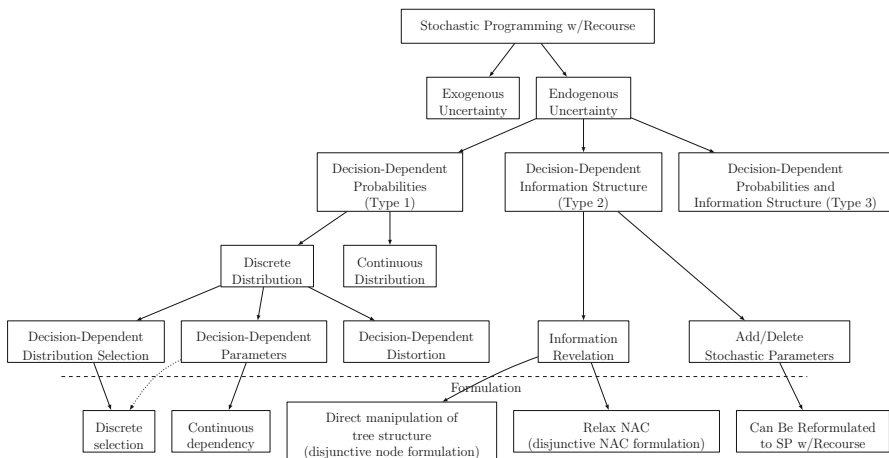 Stochastic Programming w/Recourse
Exogenous
Uncertainty
Endogenous
Uncertainty
Decision-Dependent
Probabilities
(Type 1)
Decision-Dependent
Information Structure
(Type 2)
Decision-Dependent
Probabilities and
Information Structure (Type 3)
Discrete
Distribution
Continuous
Distribution
Decision-Dependent
Distribution Selection
Decision-Dependent
Parameters
Decision-Dependent
Distortion
Information
Revelation
Add/Delete
Stochastic Parameters
Formulation
Discrete
selection
Continuous
dependency
Direct manipulation of
tree structure
(disjunctive node formulation)
Relax NAC
(disjunctive NAC formulation)
Can Be Reformulated
to SP w/Recourse